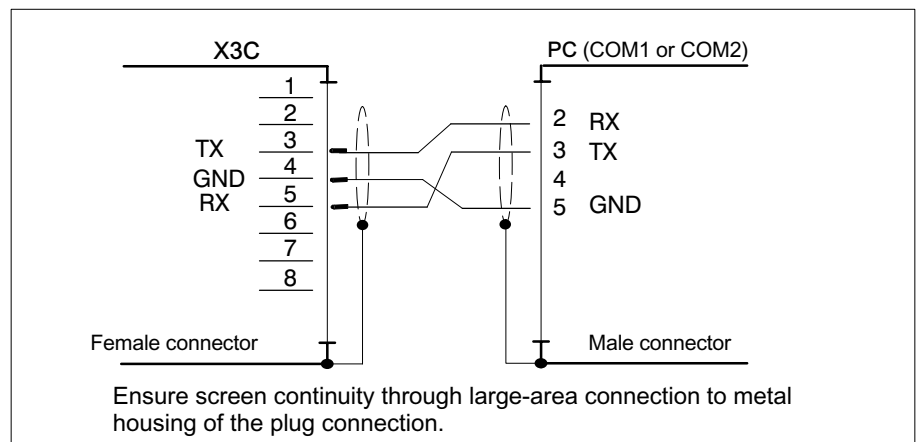 X3C
PC (COM1 or COM2)
1
2
3
4
5
6
7
8
TX
GND
RX
2 RX
3 TX
4
5 GND
Female connector
Male connector
Ensure screen continuity through large-area connection to metal
housing of the plug connection.